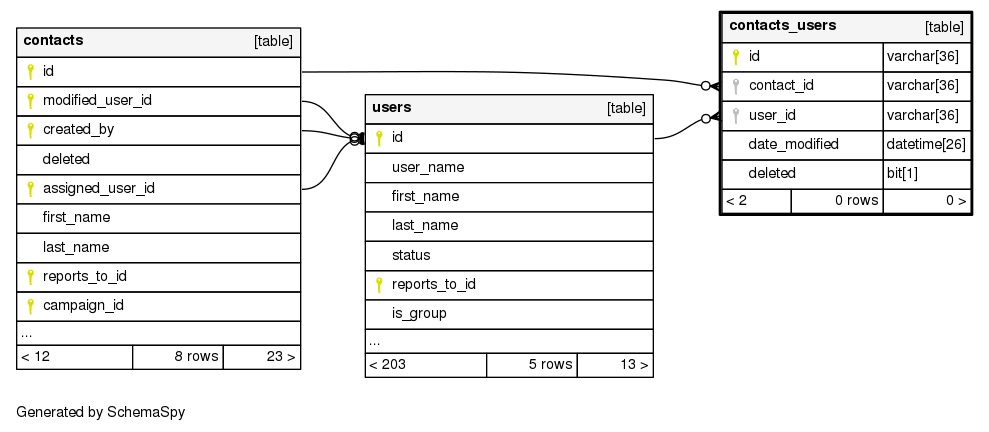 contacts [table]
id
modified_user_id
created_by
deleted
assigned_user_id
first_name
last_name
reports_to_id
campaign_id
...
< 12 8 rows 23 >
users [table]
id
user_name
first_name
last_name
status
reports_to_id
is_group
...
< 203 5 rows 13 >
contacts_users [table]
id varchar[36]
contact_id varchar[36]
user_id varchar[36]
date_modified datetime[26]
deleted bit[1]
< 2 0 rows 0 >
Generated by SchemaSpy